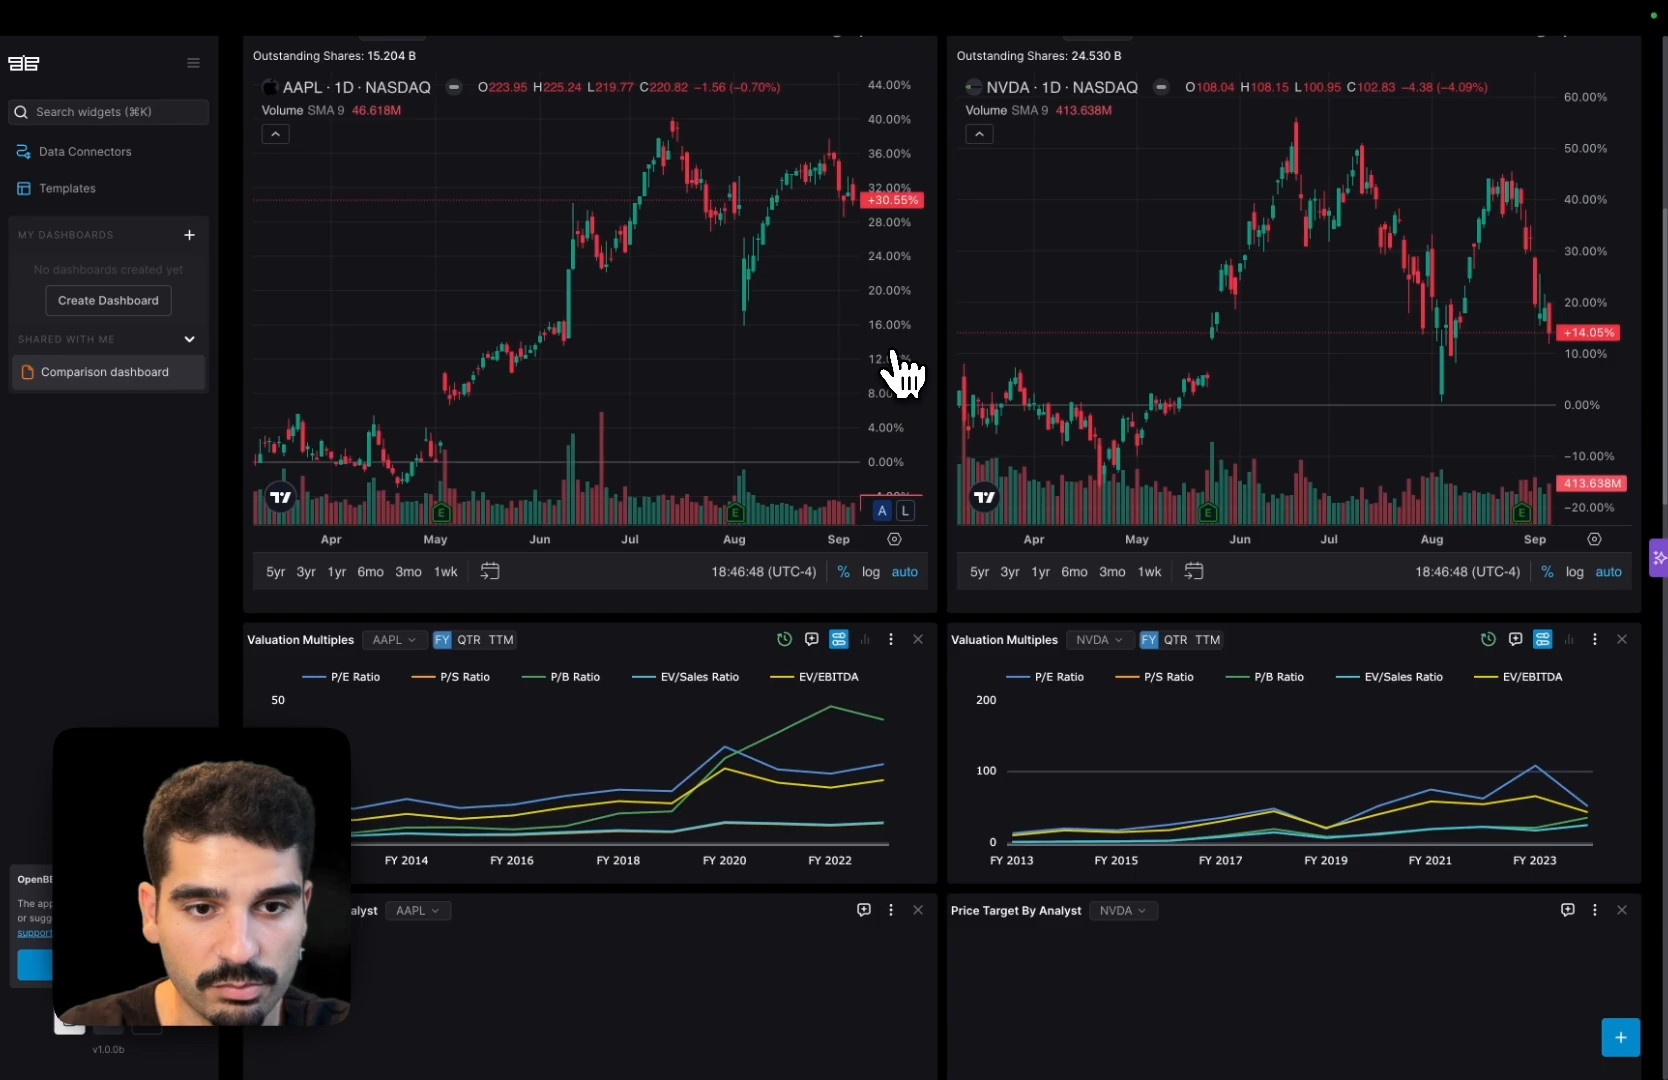 Outstanding Shares: 15.204 B
AAPL · 1D · NASDAQ O223.95 H225.24 L219.77 C220.82 −1.56 (−0.70%)
Volume SMA 9 46.618M
44.00%
40.00%
36.00%
32.00%
+30.55%
28.00%
24.00%
20.00%
16.00%
8.00
4.00%
0.00%
E
E
A L
Apr May Jun Jul Aug Sep
5yr 3yr 1yr 6mo 3mo 1wk 18:46:48 (UTC-4) % log auto
Outstanding Shares: 24.530 B
NVDA · 1D · NASDAQ O108.04 H108.15 L100.95 C102.83 −4.38 (−4.09%)
Volume SMA 9 413.638M
60.00%
50.00%
40.00%
30.00%
20.00%
+14.05%
10.00%
0.00%
−10.00%
413.638M
−20.00%
E
E
Apr May Jun Jul Aug Sep
5yr 3yr 1yr 6mo 3mo 1wk 18:46:48 (UTC-4) % log auto
Search widgets (⌘K)
Data Connectors
Templates
MY DASHBOARDS +
No dashboards created yet
Create Dashboard
SHARED WITH ME
Comparison dashboard
Valuation Multiples AAPL FY QTR TTM
P/E Ratio P/S Ratio P/B Ratio EV/Sales Ratio EV/EBITDA
50
FY 2014 FY 2016 FY 2018 FY 2020 FY 2022
Valuation Multiples NVDA FY QTR TTM
P/E Ratio P/S Ratio P/B Ratio EV/Sales Ratio EV/EBITDA
200
100
0
FY 2013 FY 2015 FY 2017 FY 2019 FY 2021 FY 2023
alyst AAPL
Price Target By Analyst NVDA
OpenBB
The app
or sugg
support
v1.0.0b